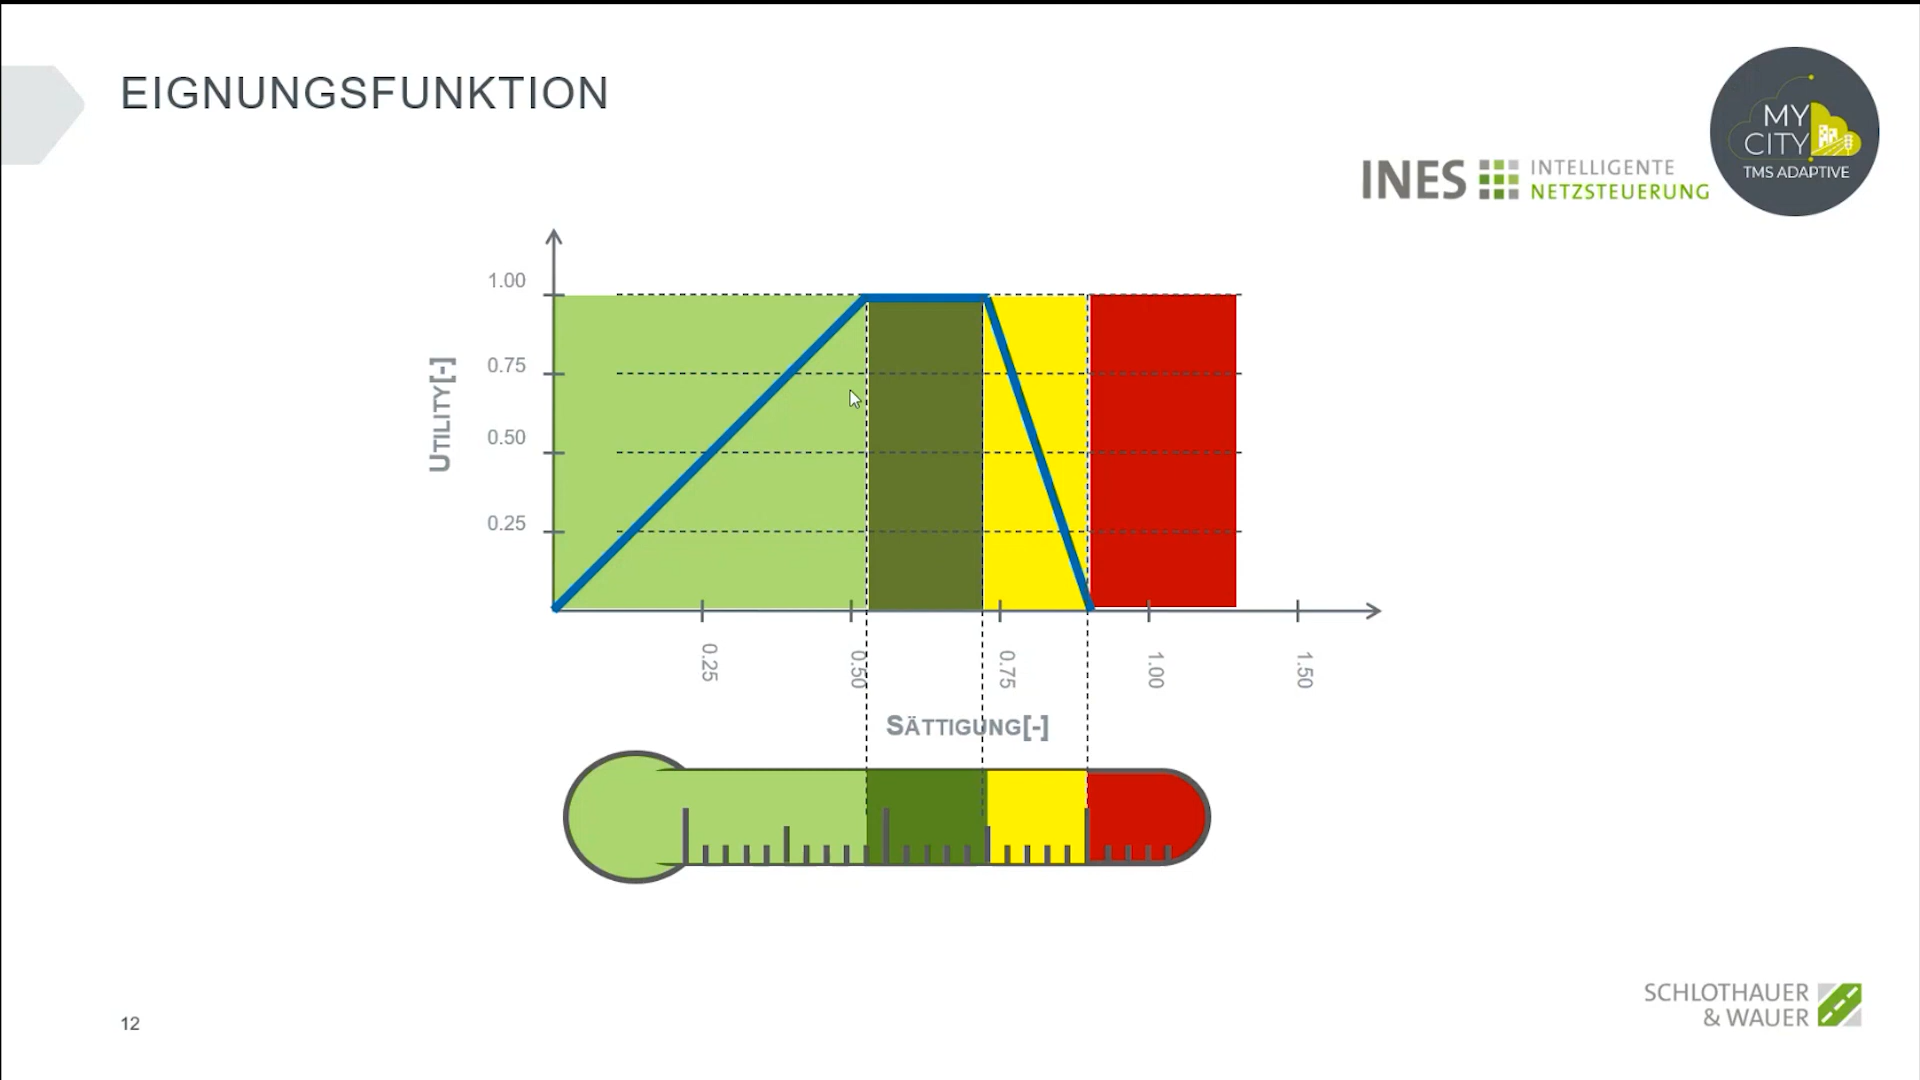 EIGNUNGSFUNKTION
MY
CITY
TMS ADAPTIVE
INES INTELLIGENTE
NETZSTEUERUNG
1.00
0.75
0.50
0.25
UTILITY[-]
0.25
0.50
0.75
1.00
1.50
SÄTTIGUNG[-]
SCHLOTHAUER
& WAUER
12